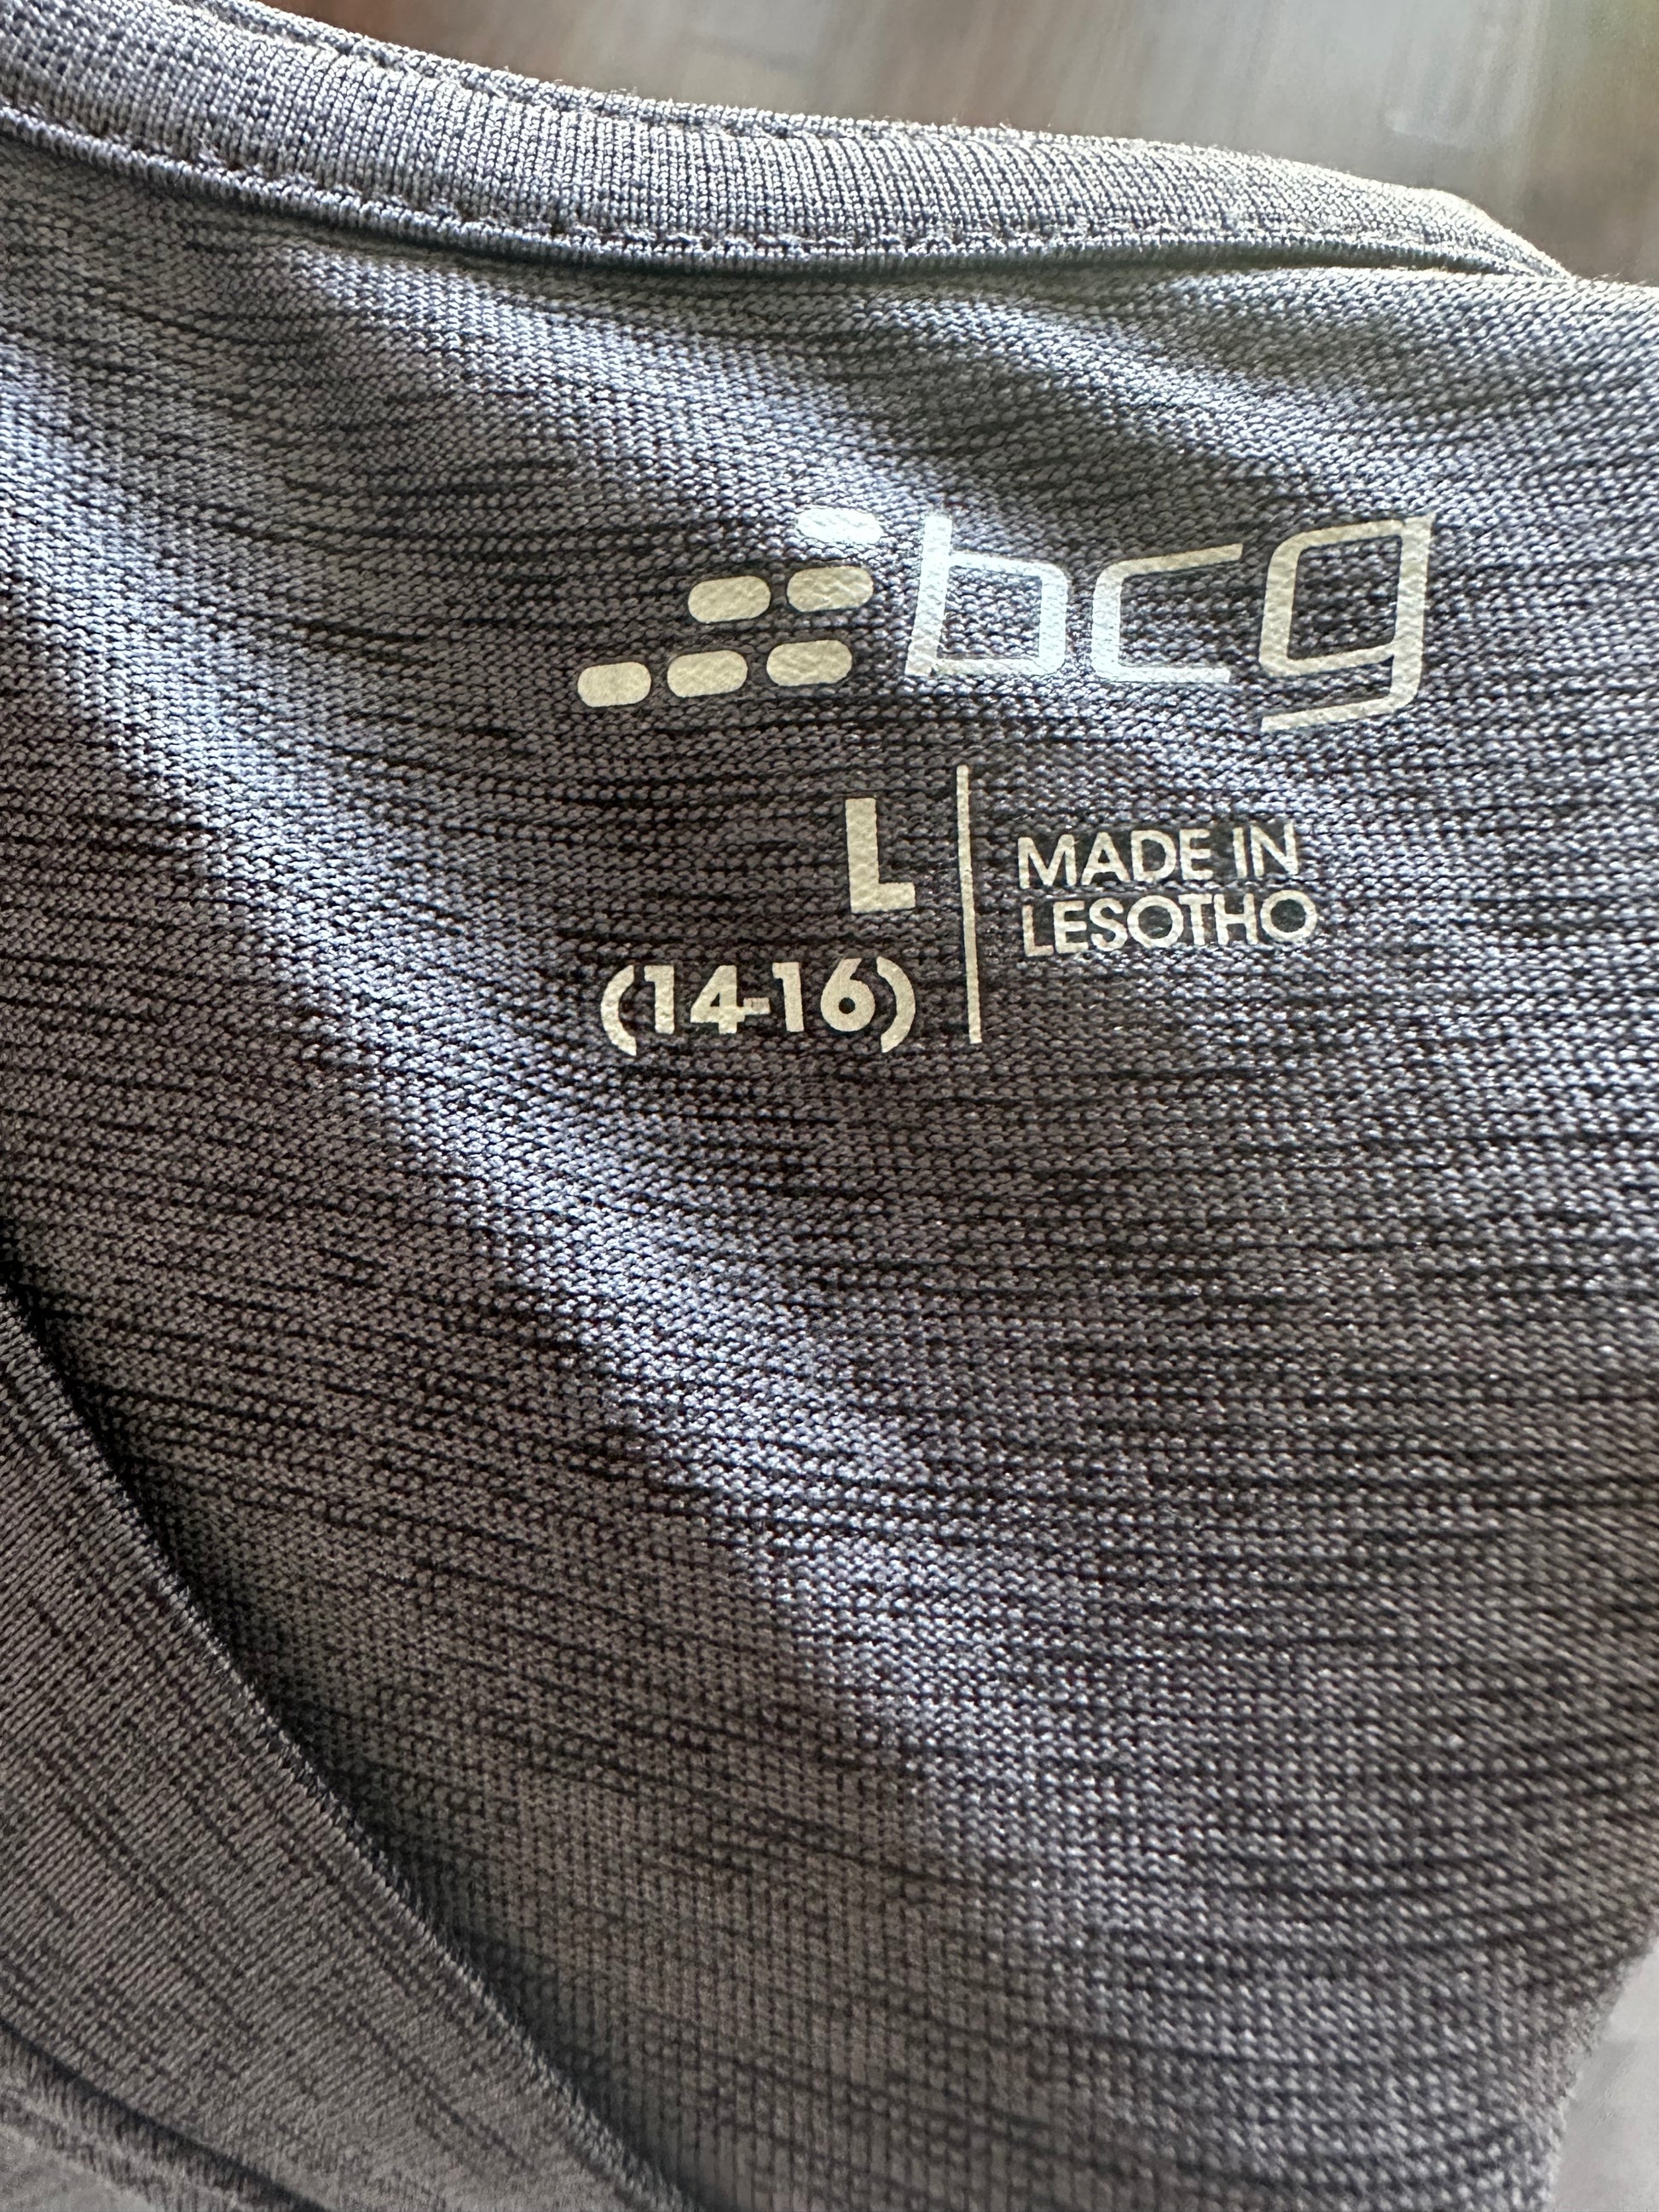 bcg
L
(14-16)
MADE IN
LESOTHO